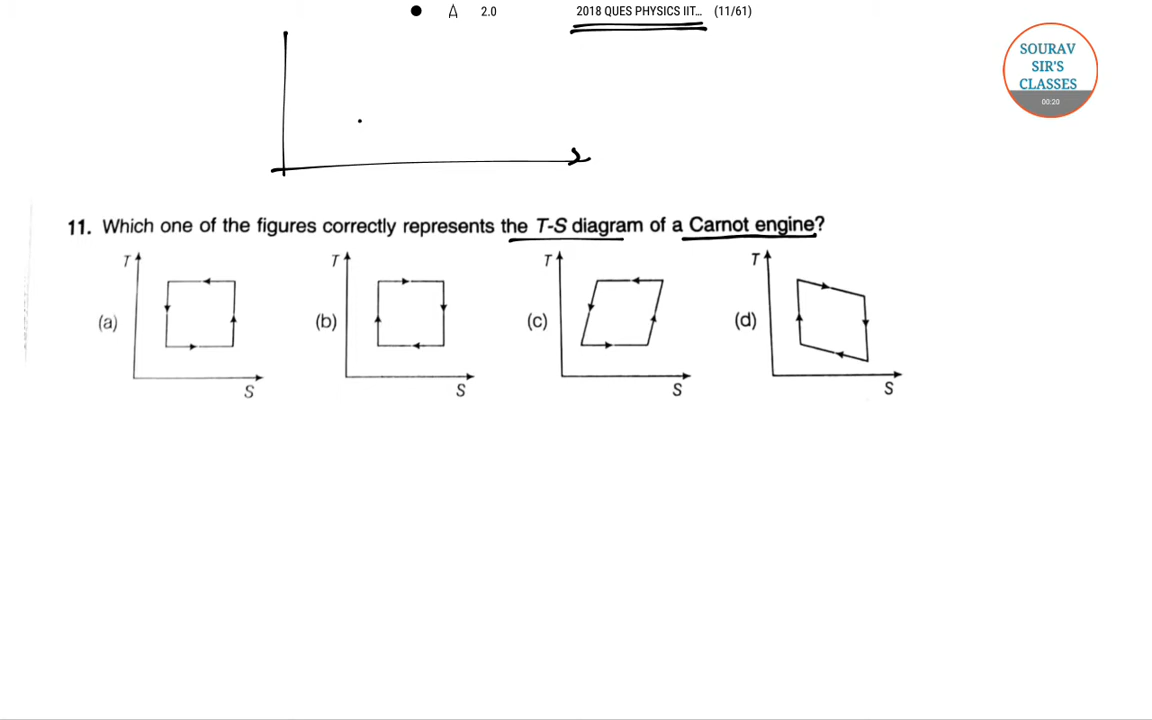 2.0 2018 QUES PHYSICS IIT... (11/61)
SOURAV
SIR'S
CLASSES
00:20
11. Which one of the figures correctly represents the T-S diagram of a Carnot engine?
T T T T
(a) (b) (c) (d)
S S S S